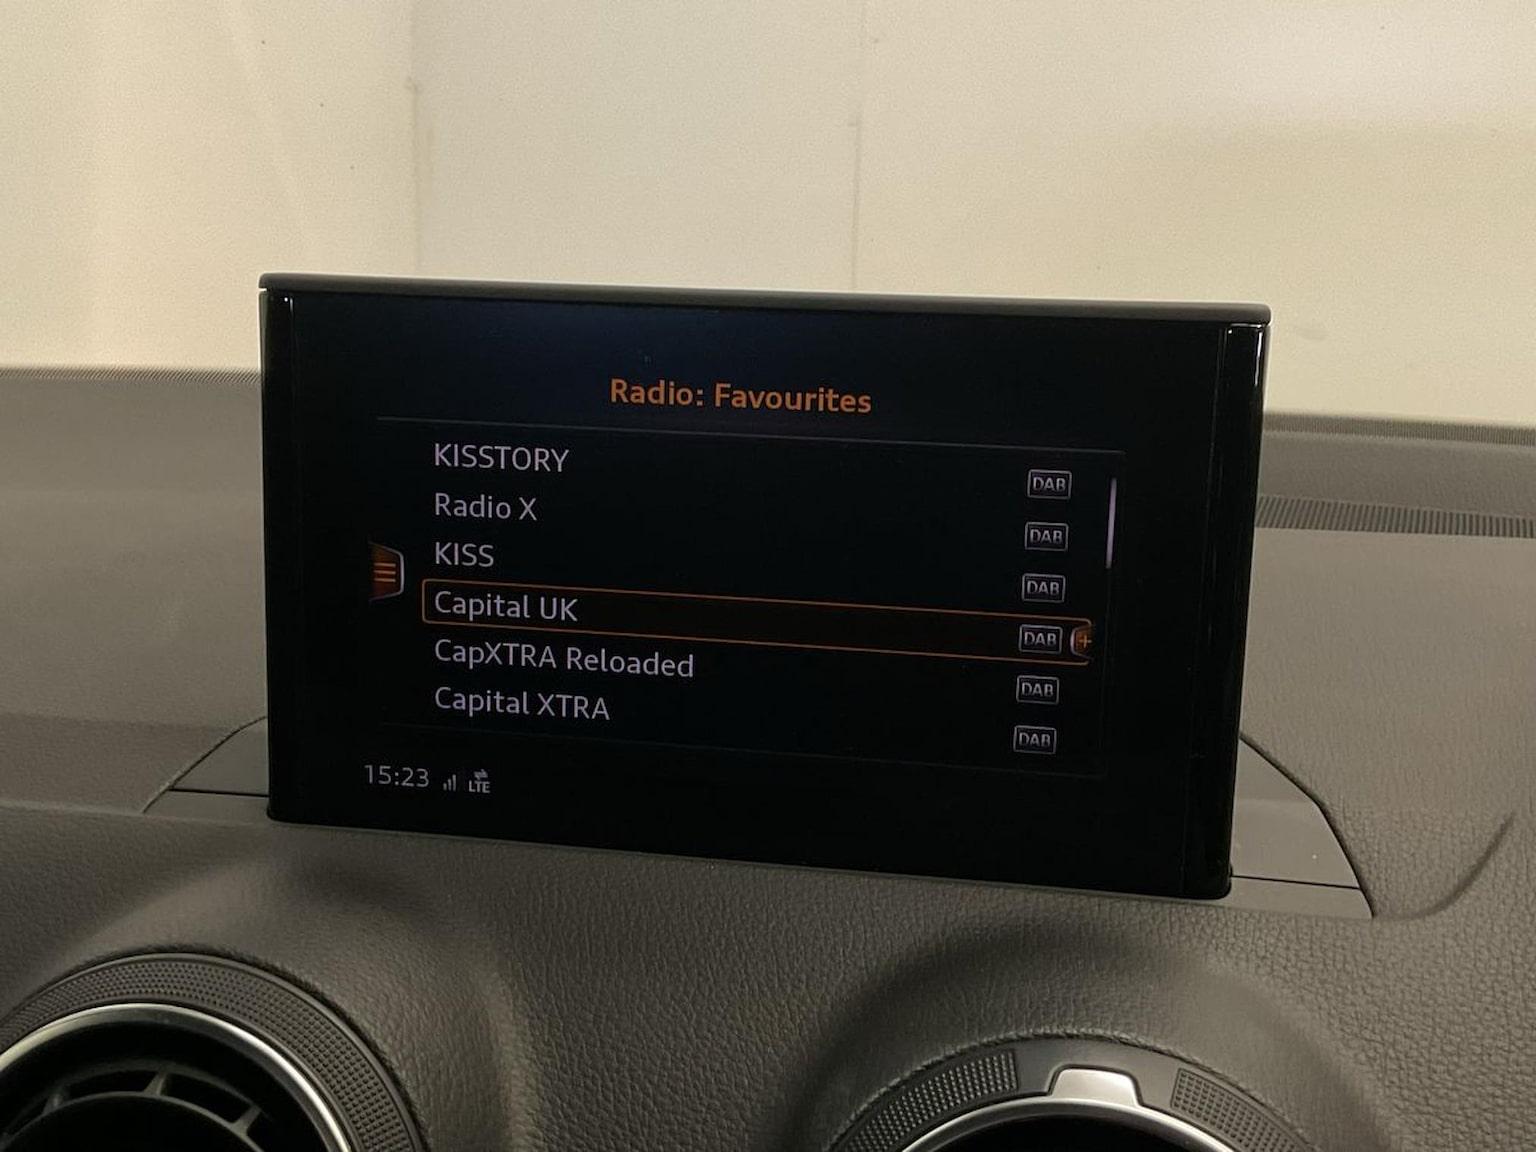 Radio: Favourites
KISSTORY DAB
Radio X DAB
KISS DAB
Capital UK DAB +
CapXTRA Reloaded DAB
Capital XTRA DAB
15:23 LTE